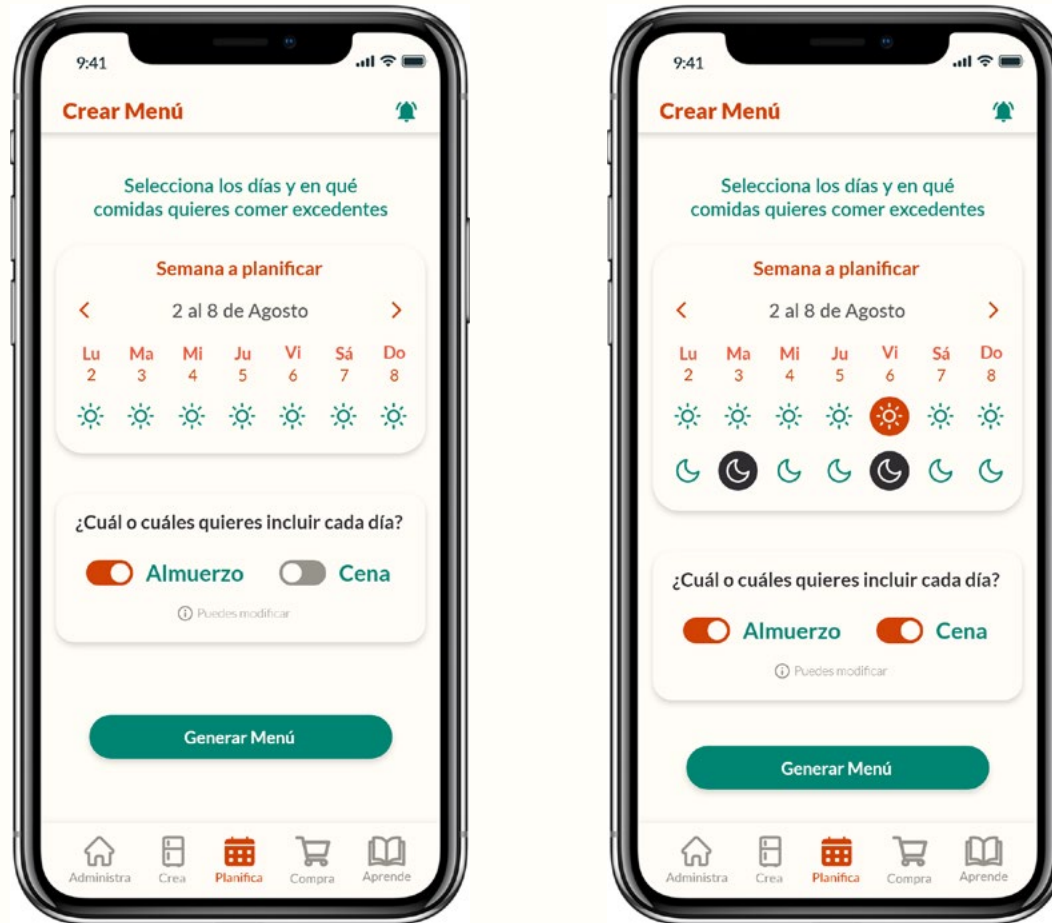 9:41
Crear Menú
Selecciona los días y en qué
comidas quieres comer excedentes
Semana a planificar
2 al 8 de Agosto
Lu Ma Mi Ju Vi Sá Do
2 3 4 5 6 7 8
¿Cuál o cuáles quieres incluir cada día?
Almuerzo Cena
Puedes modificar
Generar Menú
Administra Crea Planifica Compra Aprende
9:41
Crear Menú
Selecciona los días y en qué
comidas quieres comer excedentes
Semana a planificar
2 al 8 de Agosto
Lu Ma Mi Ju Vi Sá Do
2 3 4 5 6 7 8
¿Cuál o cuáles quieres incluir cada día?
Almuerzo Cena
Puedes modificar
Generar Menú
Administra Crea Planifica Compra Aprende